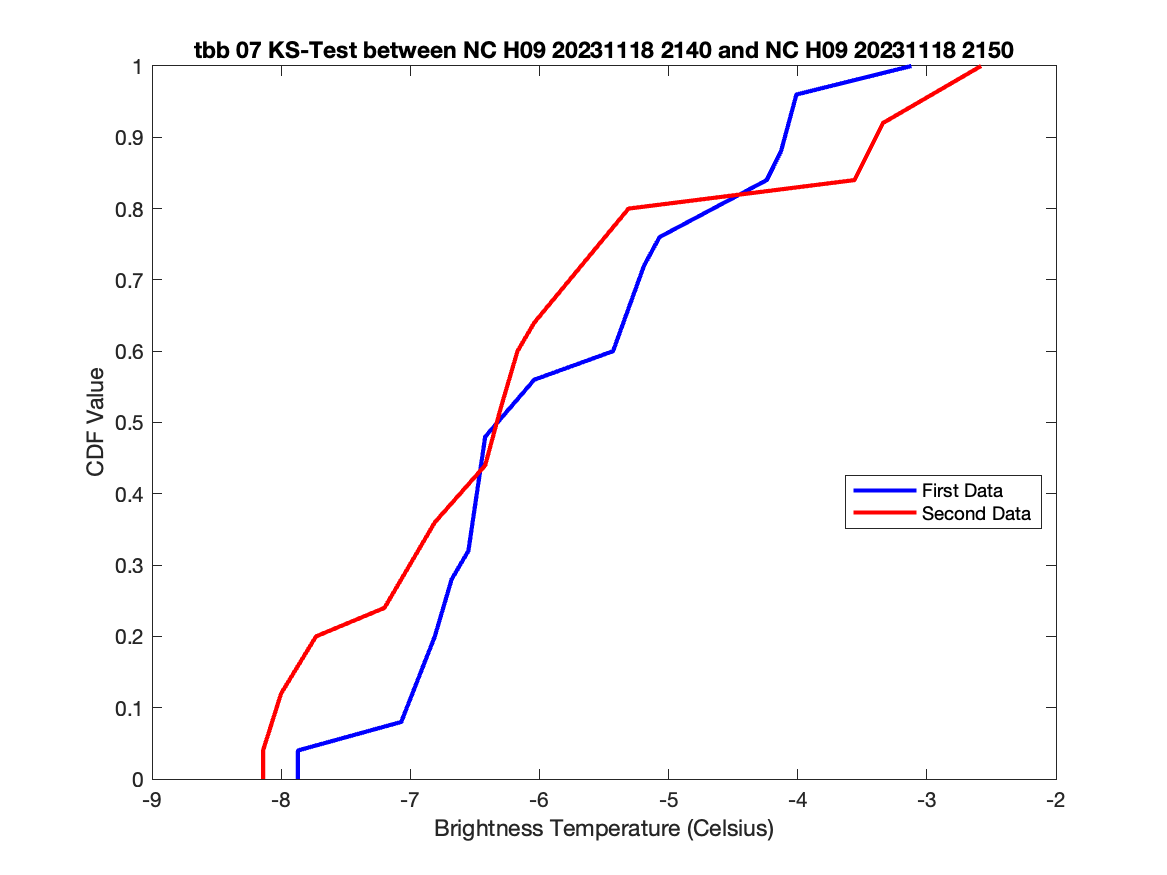 tbb 07 KS-Test between NC H09 20231118 2140 and NC H09 20231118 2150
1
0.9
0.8
0.7
0.6
0.5
0.4
0.3
0.2
0.1
0
CDF Value
First Data
Second Data
-9 -8 -7 -6 -5 -4 -3 -2
Brightness Temperature (Celsius)